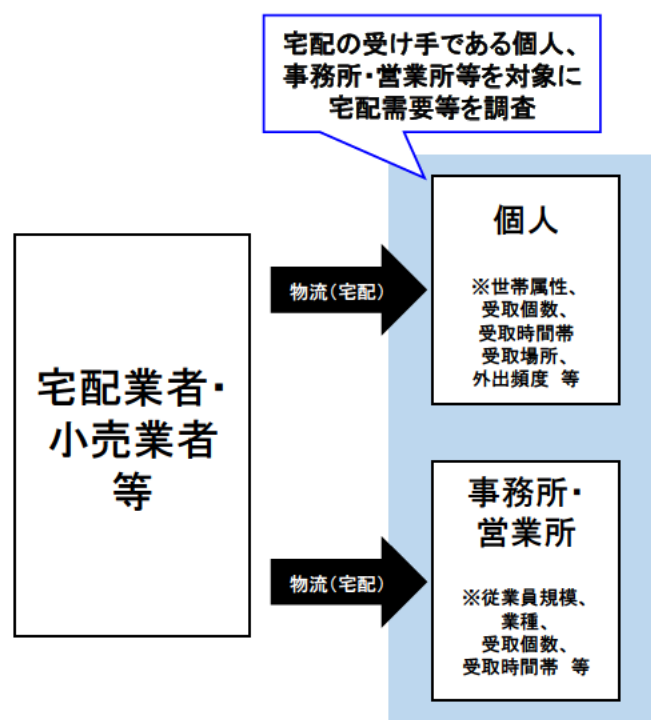 宅配の受け手である個人、
事務所・営業所等を対象に
宅配需要等を調査
宅配業者・
小売業者
等
物流(宅配)
個人
※世帯属性、
受取個数、
受取時間帯
受取場所、
外出頻度 等
物流(宅配)
事務所・
営業所
※従業員規模、
業種、
受取個数、
受取時間帯 等